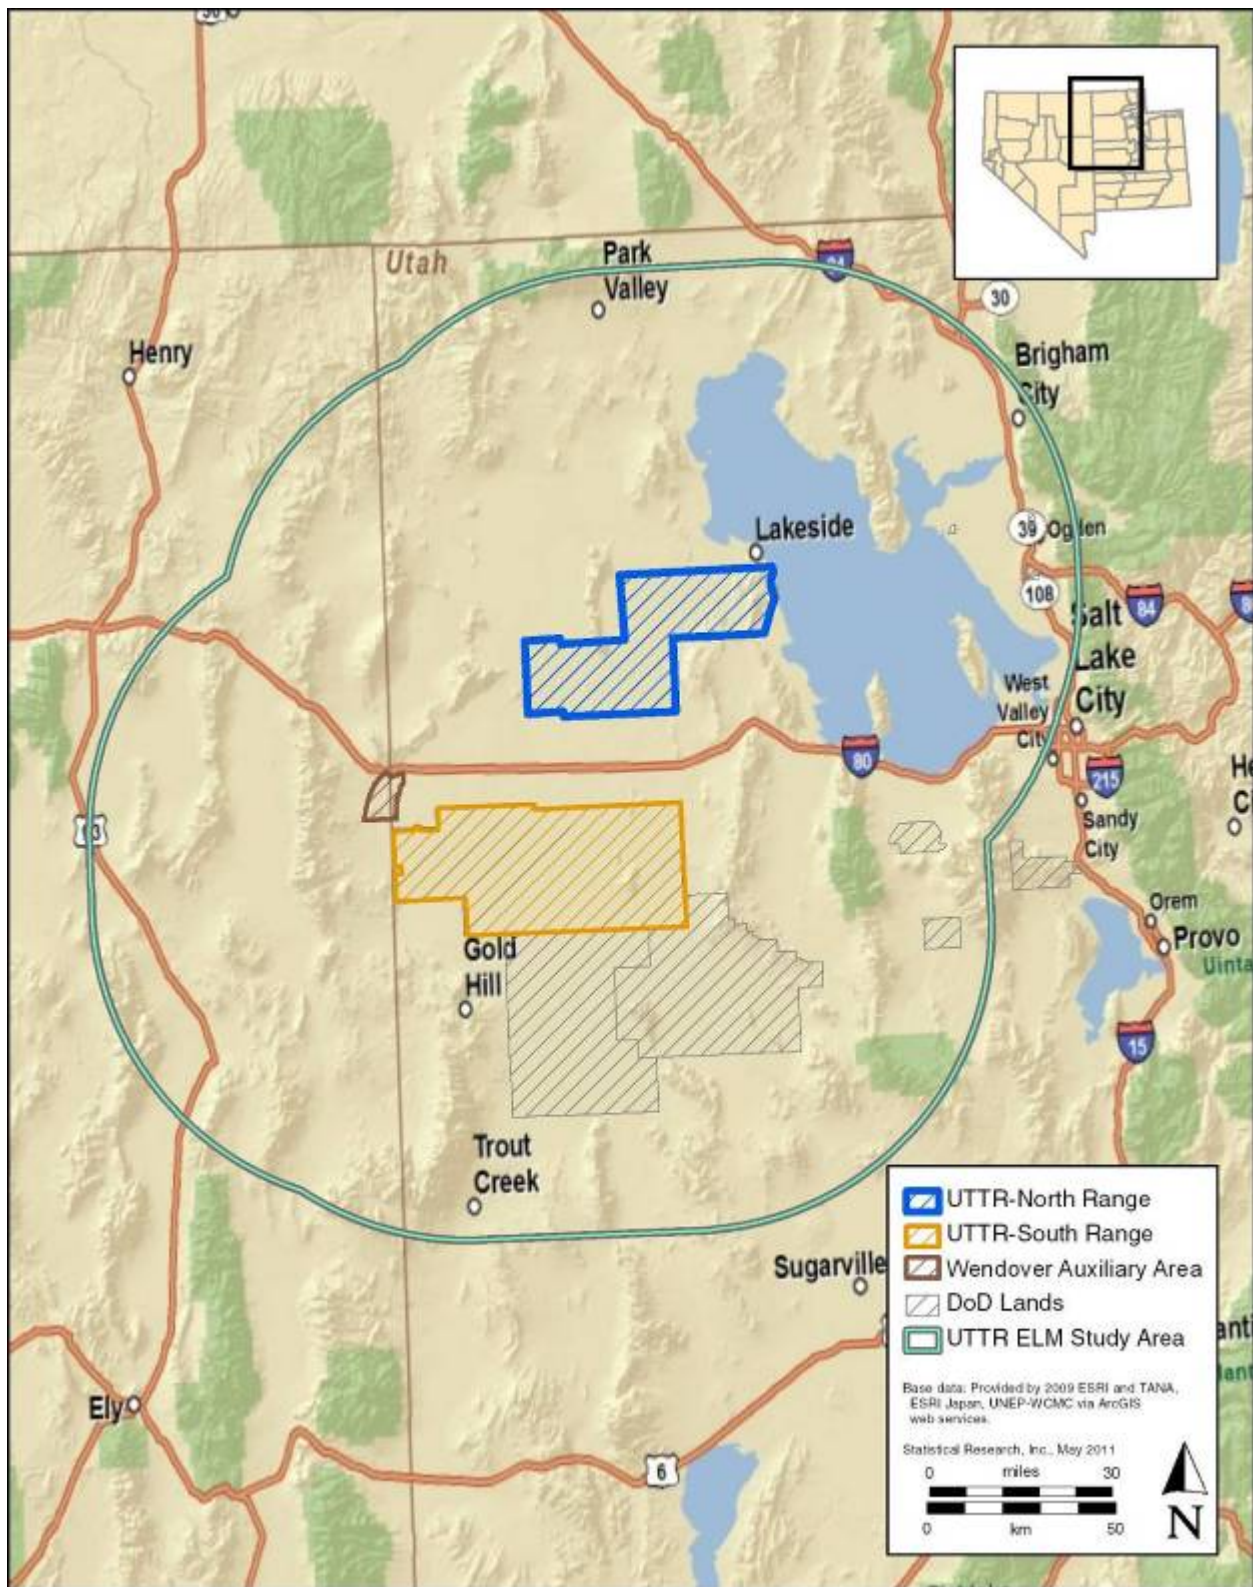 Utah
Park
Valley
30
Henry
Brigham
City
Lakeside
39
Ogden
108
84
Salt
Lake
City
West
Valley
City
80
215
Sandy
City
Orem
Provo
Uinta
Gold
Hill
15
Trout
Creek
Sugarville
Ely
6
UTTR-North Range
UTTR-South Range
Wendover Auxiliary Area
DoD Lands
UTTR ELM Study Area
Base data: Provided by 2009 ESRI and TANA,
ESRI Japan, UNEP-WCMC via ArcGIS
web services.
Statistical Research, Inc., May 2011
0 miles 30
0 km 50
N